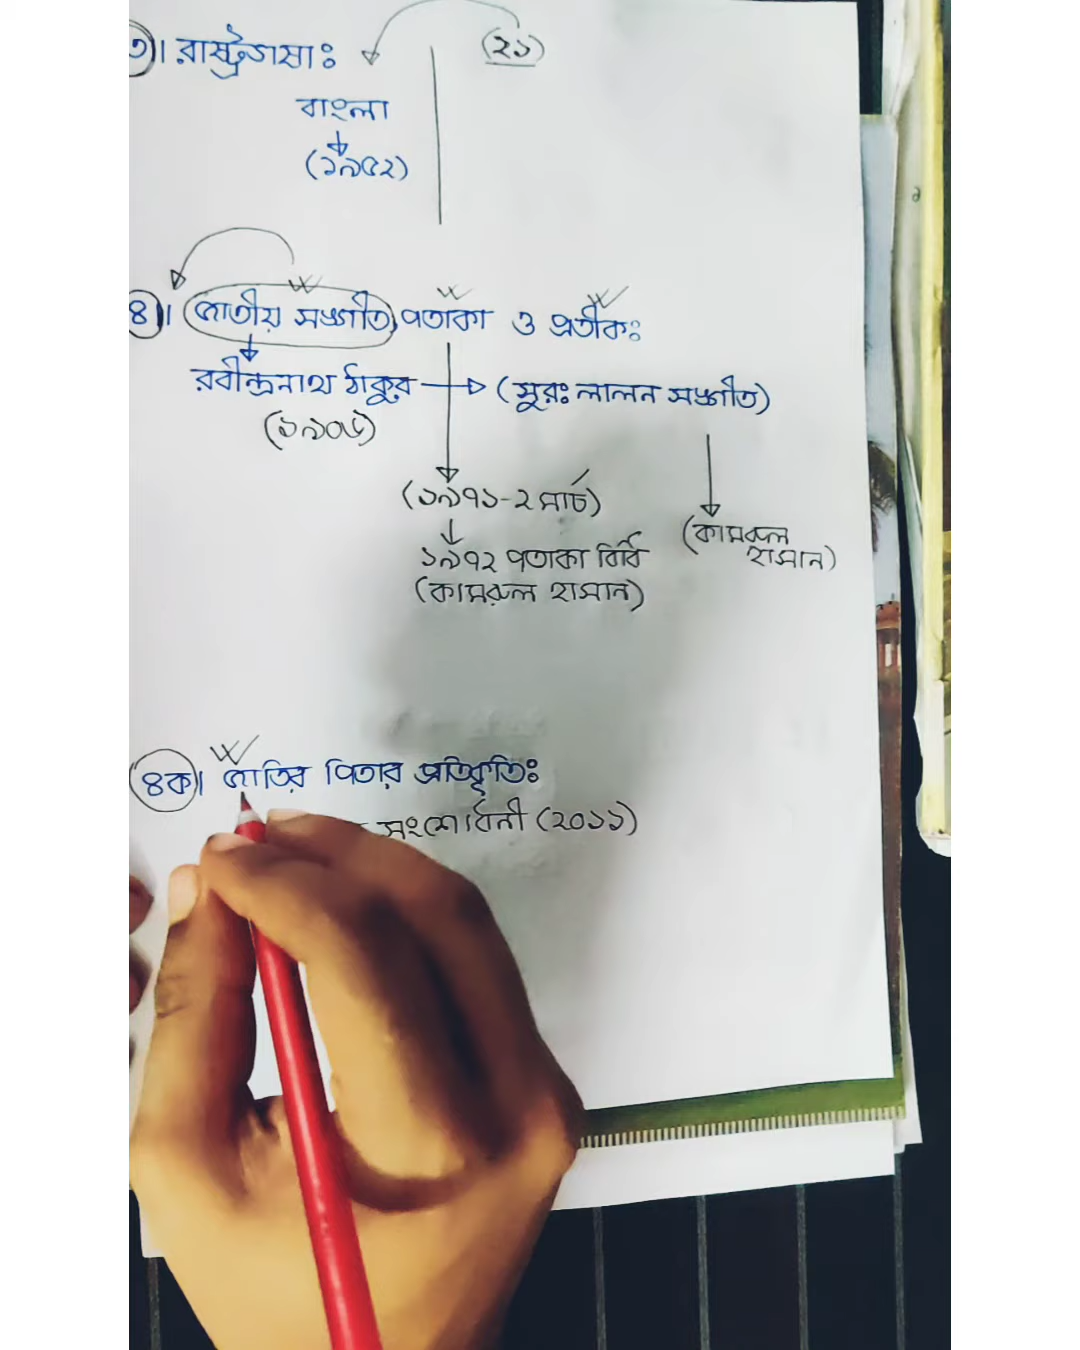 ৩)। রাষ্ট্রভাষাঃ (২১)
বাংলা
(১৯৫২)
৪)। জাতীয় সঙ্গীত, পতাকা ও প্রতীকঃ
রবীন্দ্রনাথ ঠাকুর (সুরঃ লালন সঙ্গীত)
(১৯০৬)
(১৯৭১-২ মার্চ)
১৯৭২ পতাকা বিধি
(কামরুল হাসান)
(কামরুল
হাসান)
৪ক)। জাতির পিতার প্রতিকৃতিঃ
সংশোধনী (২০১১)